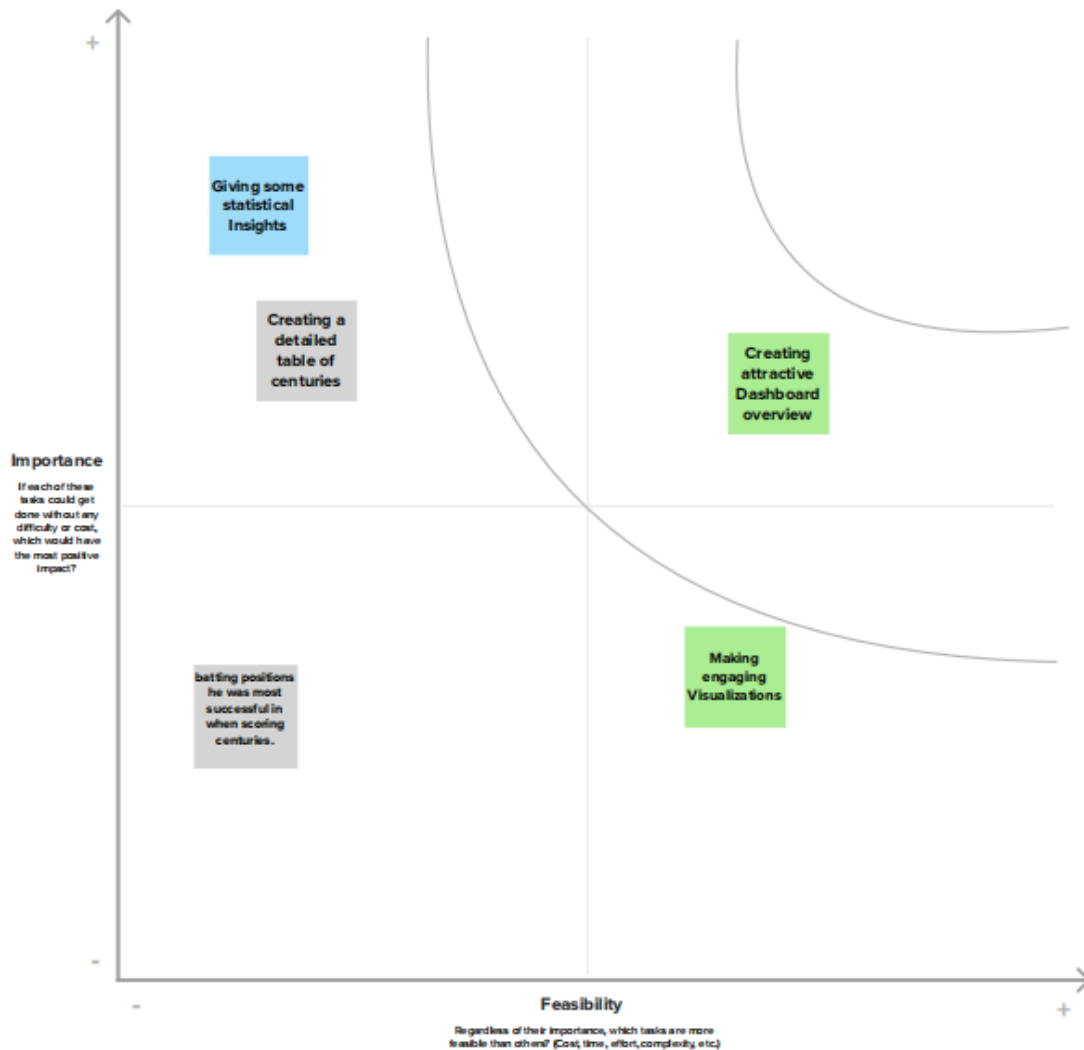 +
Giving some
statistical
Insights
Creating a
detailed
table of
centuries
Creating
attractive
Dashboard
overview
Importance
If each of these
tasks could get
done without any
difficulty or cost,
which would have
the most positive
impact?
Making
engaging
Visualizations
batting positions
he was most
successful in
when scoring
centuries.
-
-
Feasibility
+
Regardless of their importance, which tasks are more
feasible than others? (Cost, time, effort, complexity, etc.)